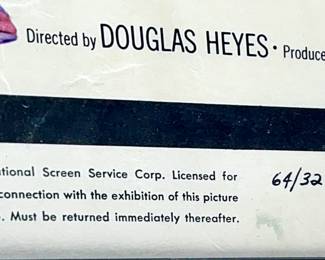 Directed by DOUGLAS HEYES · Produce
tional Screen Service Corp. Licensed for
connection with the exhibition of this picture
. Must be returned immediately thereafter.
64/32